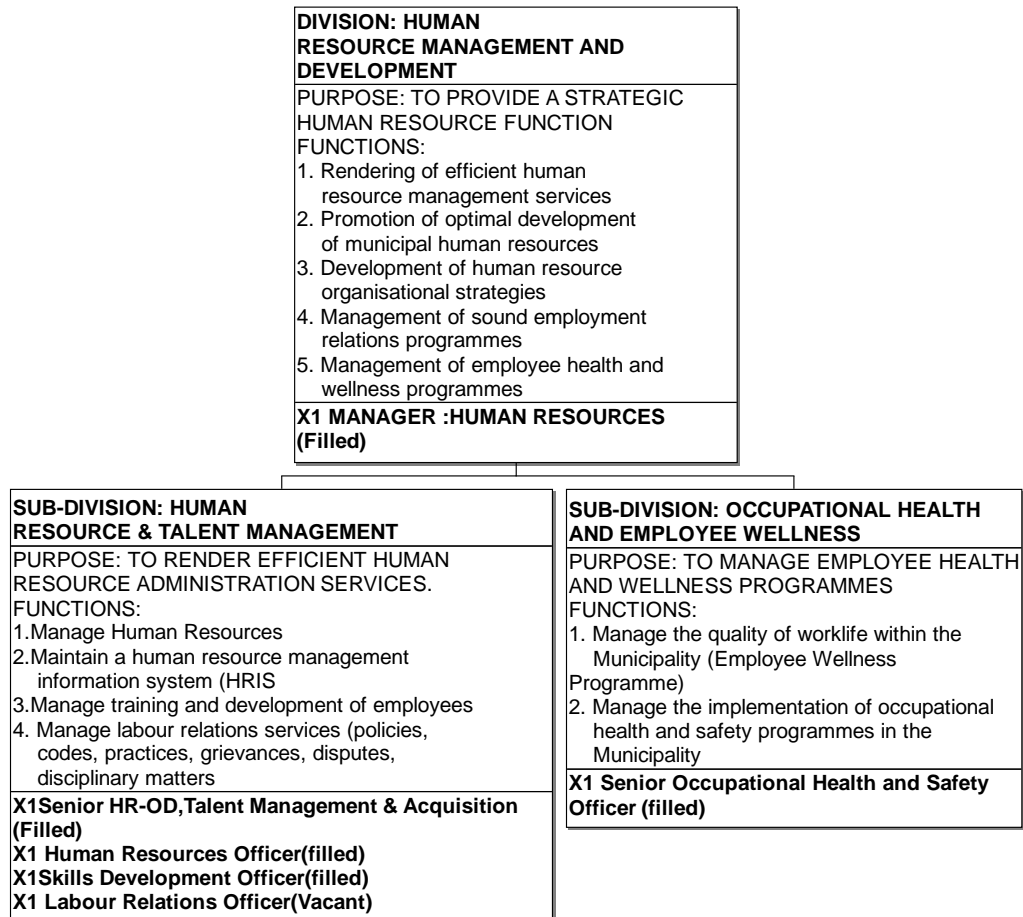 DIVISION: HUMAN
RESOURCE MANAGEMENT AND
DEVELOPMENT
PURPOSE: TO PROVIDE A STRATEGIC
HUMAN RESOURCE FUNCTION
FUNCTIONS:
1. Rendering of efficient human
resource management services
2. Promotion of optimal development
of municipal human resources
3. Development of human resource
organisational strategies
4. Management of sound employment
relations programmes
5. Management of employee health and
wellness programmes
X1 MANAGER :HUMAN RESOURCES
(Filled)
SUB-DIVISION: HUMAN
RESOURCE & TALENT MANAGEMENT
PURPOSE: TO RENDER EFFICIENT HUMAN
RESOURCE ADMINISTRATION SERVICES.
FUNCTIONS:
1.Manage Human Resources
2.Maintain a human resource management
information system (HRIS
3.Manage training and development of employees
4. Manage labour relations services (policies,
codes, practices, grievances, disputes,
disciplinary matters
X1Senior HR-OD,Talent Management & Acquisition
(Filled)
X1 Human Resources Officer(filled)
X1Skills Development Officer(filled)
X1 Labour Relations Officer(Vacant)
SUB-DIVISION: OCCUPATIONAL HEALTH
AND EMPLOYEE WELLNESS
PURPOSE: TO MANAGE EMPLOYEE HEALTH
AND WELLNESS PROGRAMMES
FUNCTIONS:
1. Manage the quality of worklife within the
Municipality (Employee Wellness
Programme)
2. Manage the implementation of occupational
health and safety programmes in the
Municipality
X1 Senior Occupational Health and Safety
Officer (filled)